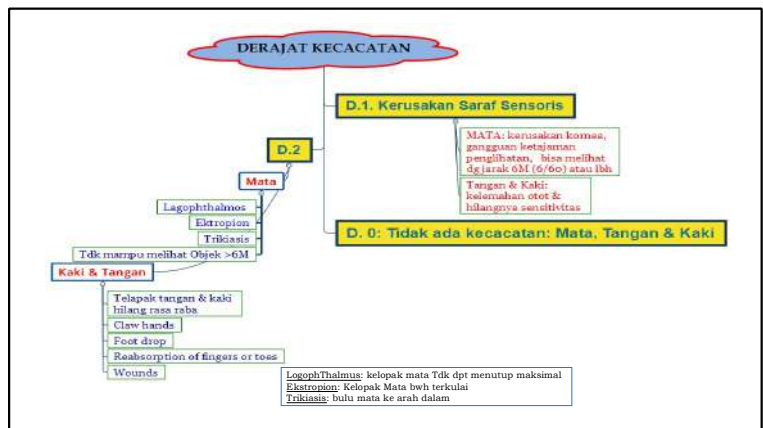 DERAJAT KECACATAN
D.1. Kerusakan Saraf Sensoris
MATA: kerusakan kornea,
gangguan ketajaman
penglihatan, bisa melihat
dg jarak 6M (6/60) atau lbh
Tangan & Kaki:
kelemahan otot &
hilangnya sensitivitas
D.2
Mata
Lagophthalmos
Ektropion
Trikiasis
Tdk mampu melihat Objek >6M
Kaki & Tangan
Telapak tangan & kaki
hilang rasa raba
Claw hands
Foot drop
Reabsorption of fingers or toes
Wounds
D. 0: Tidak ada kecacatan: Mata, Tangan & Kaki
LogophThalmus: kelopak mata Tdk dpt menutup maksimal
Ekstropion: Kelopak Mata bwh terkulai
Trikiasis: bulu mata ke arah dalam